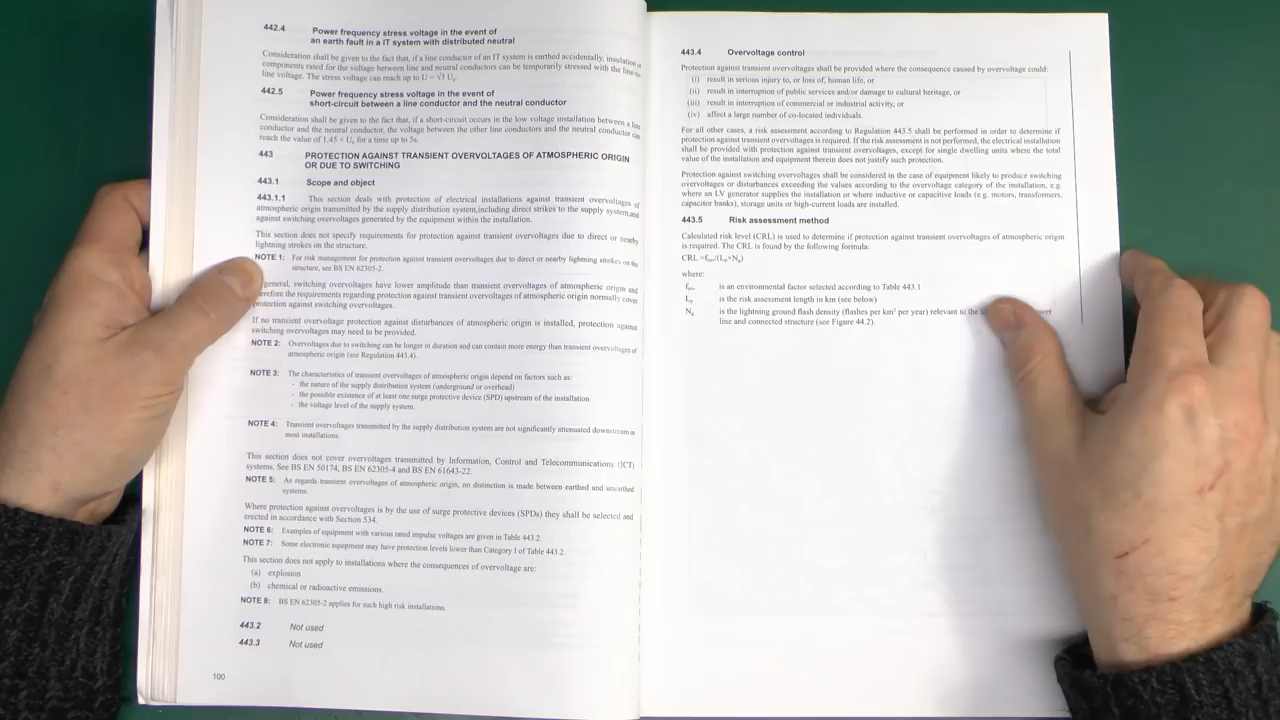 442.4 Power frequency stress voltage in the event of
an earth fault in a IT system with distributed neutral
Consideration shall be given to the fact that, if a line conductor of an IT system is earthed accidentally, insulation or
components rated for the voltage between line and neutral conductors can be temporarily stressed with the line-to-
line voltage. The stress voltage can reach up to U = √3 U₀.
442.5 Power frequency stress voltage in the event of
short-circuit between a line conductor and the neutral conductor
Consideration shall be given to the fact that, if a short-circuit occurs in the low voltage installation between a line
conductor and the neutral conductor, the voltage between the other line conductors and the neutral conductor can
reach the value of 1.45 × U₀ for a time up to 5s.
443 PROTECTION AGAINST TRANSIENT OVERVOLTAGES OF ATMOSPHERIC ORIGIN
OR DUE TO SWITCHING
443.1 Scope and object
443.1.1 This section deals with protection of electrical installations against transient overvoltages of
atmospheric origin transmitted by the supply distribution system,including direct strikes to the supply system,and
against switching overvoltages generated by the equipment within the installation.
This section does not specify requirements for protection against transient overvoltages due to direct or nearby
lightning strokes on the structure.
NOTE 1: For risk management for protection against transient overvoltages due to direct or nearby lightning strokes on the
structure, see BS EN 62305-2.
general, switching overvoltages have lower amplitude than transient overvoltages of atmospheric origin and
erefore the requirements regarding protection against transient overvoltages of atmospheric origin normally cover
protection against switching overvoltages.
If no transient overvoltage protection against disturbances of atmospheric origin is installed, protection against
switching overvoltages may need to be provided.
NOTE 2: Overvoltages due to switching can be longer in duration and can contain more energy than transient overvoltages of
atmospheric origin (see Regulation 443.4).
NOTE 3: The characteristics of transient overvoltages of atmospheric origin depend on factors such as:
- the nature of the supply distribution system (underground or overhead)
- the possible existence of at least one surge protective device (SPD) upstream of the installation
- the voltage level of the supply system.
NOTE 4: Transient overvoltages transmitted by the supply distribution system are not significantly attenuated downstream in
most installations.
This section does not cover overvoltages transmitted by Information, Control and Telecommunications (ICT)
systems. See BS EN 50174, BS EN 62305-4 and BS EN 61643-22.
NOTE 5: As regards transient overvoltages of atmospheric origin, no distinction is made between earthed and unearthed
systems.
Where protection against overvoltages is by the use of surge protective devices (SPDs) they shall be selected and
erected in accordance with Section 534.
NOTE 6: Examples of equipment with various rated impulse voltages are given in Table 443.2.
NOTE 7: Some electronic equipment may have protection levels lower than Category I of Table 443.2.
This section does not apply to installations where the consequences of overvoltage are:
(a) explosion
(b) chemical or radioactive emissions.
NOTE 8: BS EN 62305-2 applies for such high risk installations.
443.2 Not used
443.3 Not used
100
443.4 Overvoltage control
Protection against transient overvoltages shall be provided where the consequence caused by overvoltage could:
(i) result in serious injury to, or loss of, human life, or
(ii) result in interruption of public services and/or damage to cultural heritage, or
(iii) result in interruption of commercial or industrial activity, or
(iv) affect a large number of co-located individuals.
For all other cases, a risk assessment according to Regulation 443.5 shall be performed in order to determine if
protection against transient overvoltages is required. If the risk assessment is not performed, the electrical installation
shall be provided with protection against transient overvoltages, except for single dwelling units where the total
value of the installation and equipment therein does not justify such protection.
Protection against switching overvoltages shall be considered in the case of equipment likely to produce switching
overvoltages or disturbances exceeding the values according to the overvoltage category of the installation, e.g.
where an LV generator supplies the installation or where inductive or capacitive loads (e.g. motors, transformers,
capacitor banks), storage units or high-current loads are installed.
443.5 Risk assessment method
Calculated risk level (CRL) is used to determine if protection against transient overvoltages of atmospheric origin
is required. The CRL is found by the following formula:
CRL =fenv/(Lp×Ng)
where:
fenv is an environmental factor selected according to Table 443.1
Lp is the risk assessment length in km (see below)
Ng is the lightning ground flash density (flashes per km² per year) relevant to the
line and connected structure (see Figure 44.2).